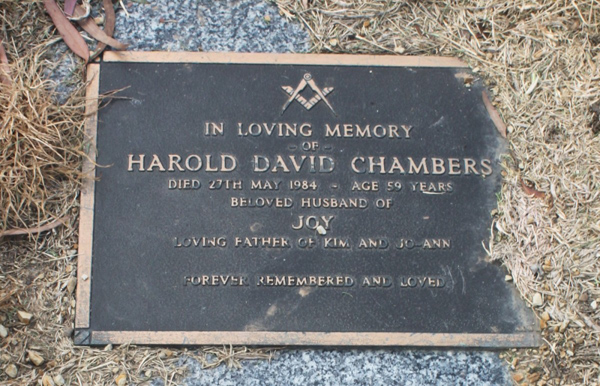 IN LOVING MEMORY
- OF -
HAROLD DAVID CHAMBERS
DIED 27TH MAY 1984 - AGE 59 YEARS
BELOVED HUSBAND OF
JOY
LOVING FATHER OF KIM AND JO-ANN
FOREVER REMEMBERED AND LOVED